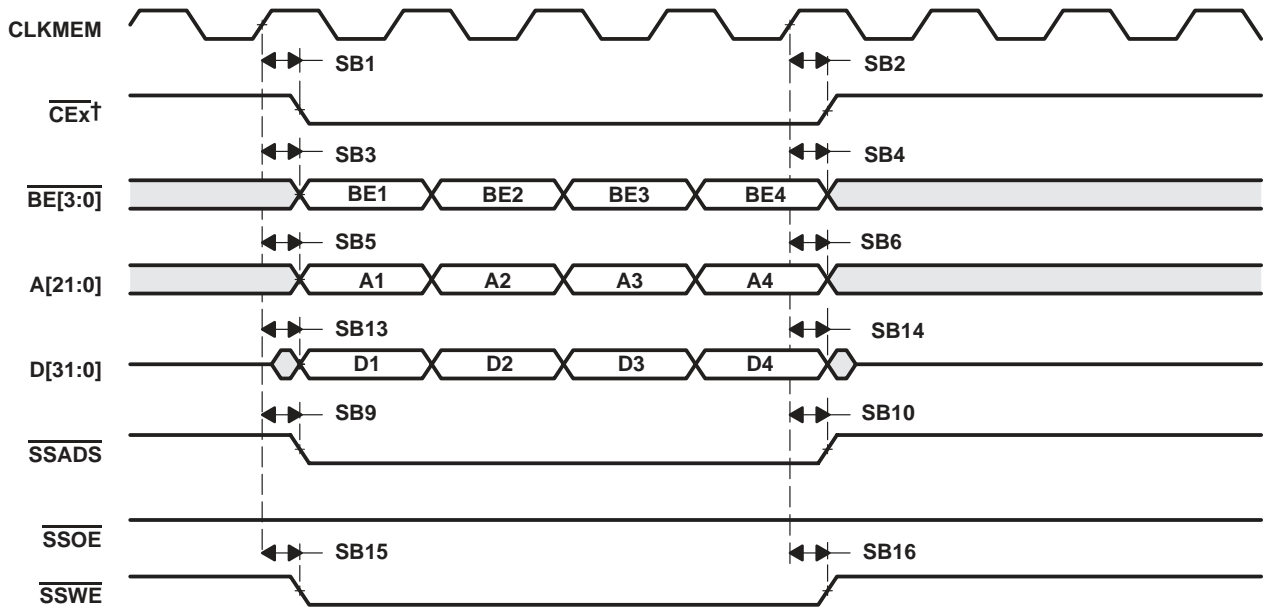 CLKMEM
SB1 SB2
CEx†
SB3 SB4
BE[3:0] BE1 BE2 BE3 BE4
SB5 SB6
A[21:0] A1 A2 A3 A4
SB13 SB14
D[31:0] D1 D2 D3 D4
SB9 SB10
SSADS
SSOE
SB15 SB16
SSWE